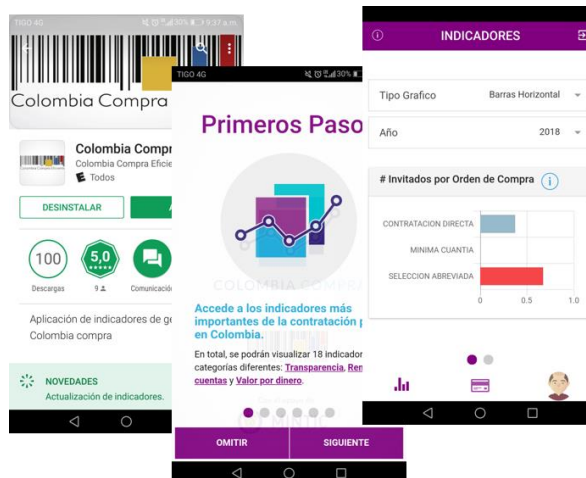 TIGO 4G 30% 9:37 a.m.
Colombia Compra
Colombia Compr
Colombia Compra Eficie
E Todos
DESINSTALAR
A
100
Descargas
5,0
9
Comunicación
Aplicación de indicadores de ge
Colombia compra
NOVEDADES
Actualización de indicadores.
TIGO 4G 30%
Primeros Paso
COLOMBIA COMPRA
Accede a los indicadores más
importantes de la contratación p
en Colombia.
En total, se podrán visualizar 18 indicador
categorías diferentes: Transparencia, Ren
cuentas y Valor por dinero.
MINTIC
OMITIR
SIGUIENTE
INDICADORES
Tipo Grafico Barras Horizontal
Año 2018
# Invitados por Orden de Compra i
CONTRATACION DIRECTA
MINIMA CUANTIA
SELECCION ABREVIADA
0 0.5 1.0